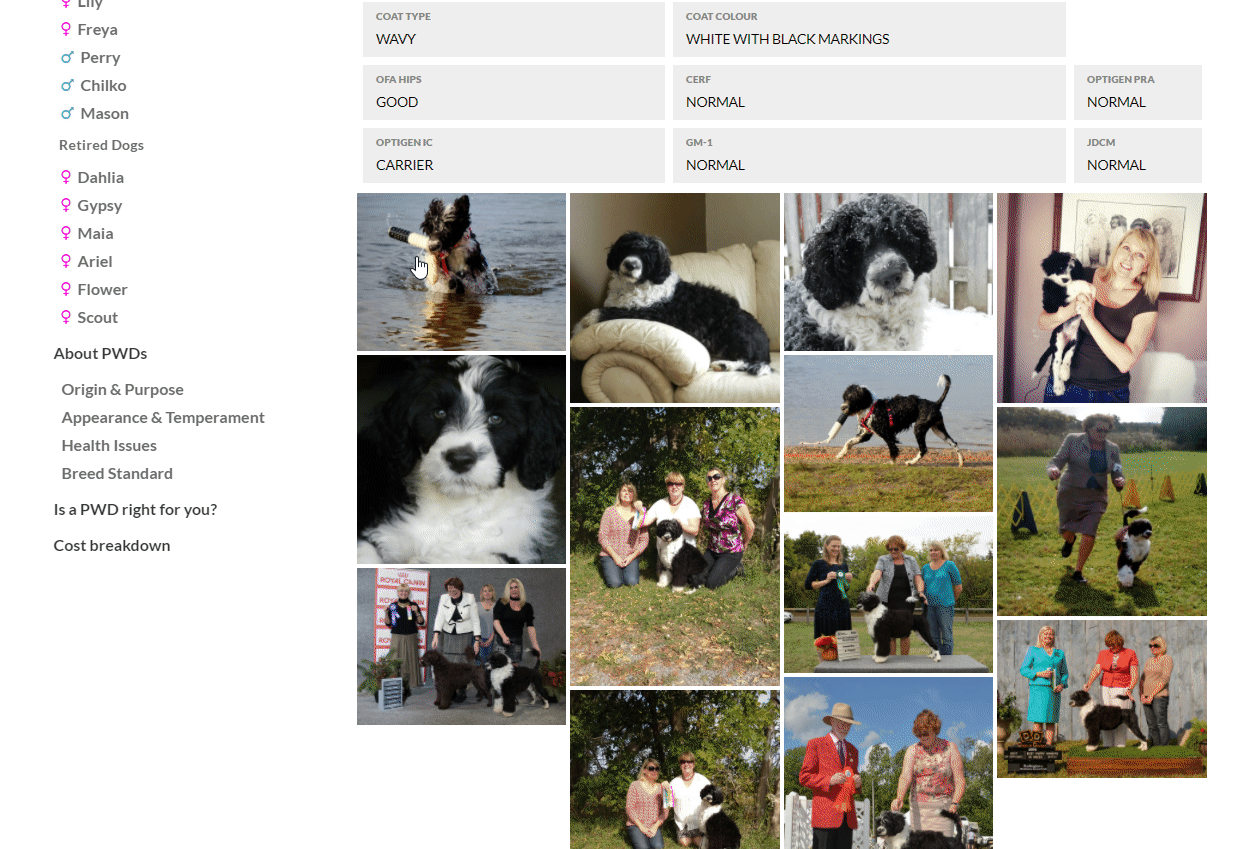 Lily
Freya
Perry
Chilko
Mason
Retired Dogs
Dahlia
Gypsy
Maia
Ariel
Flower
Scout
About PWDs
Origin & Purpose
Appearance & Temperament
Health Issues
Breed Standard
Is a PWD right for you?
Cost breakdown
COAT TYPE
WAVY
COAT COLOUR
WHITE WITH BLACK MARKINGS
OFA HIPS
GOOD
CERF
NORMAL
OPTIGEN PRA
NORMAL
OPTIGEN IC
CARRIER
GM-1
NORMAL
JDCM
NORMAL
ROYAL CANIN